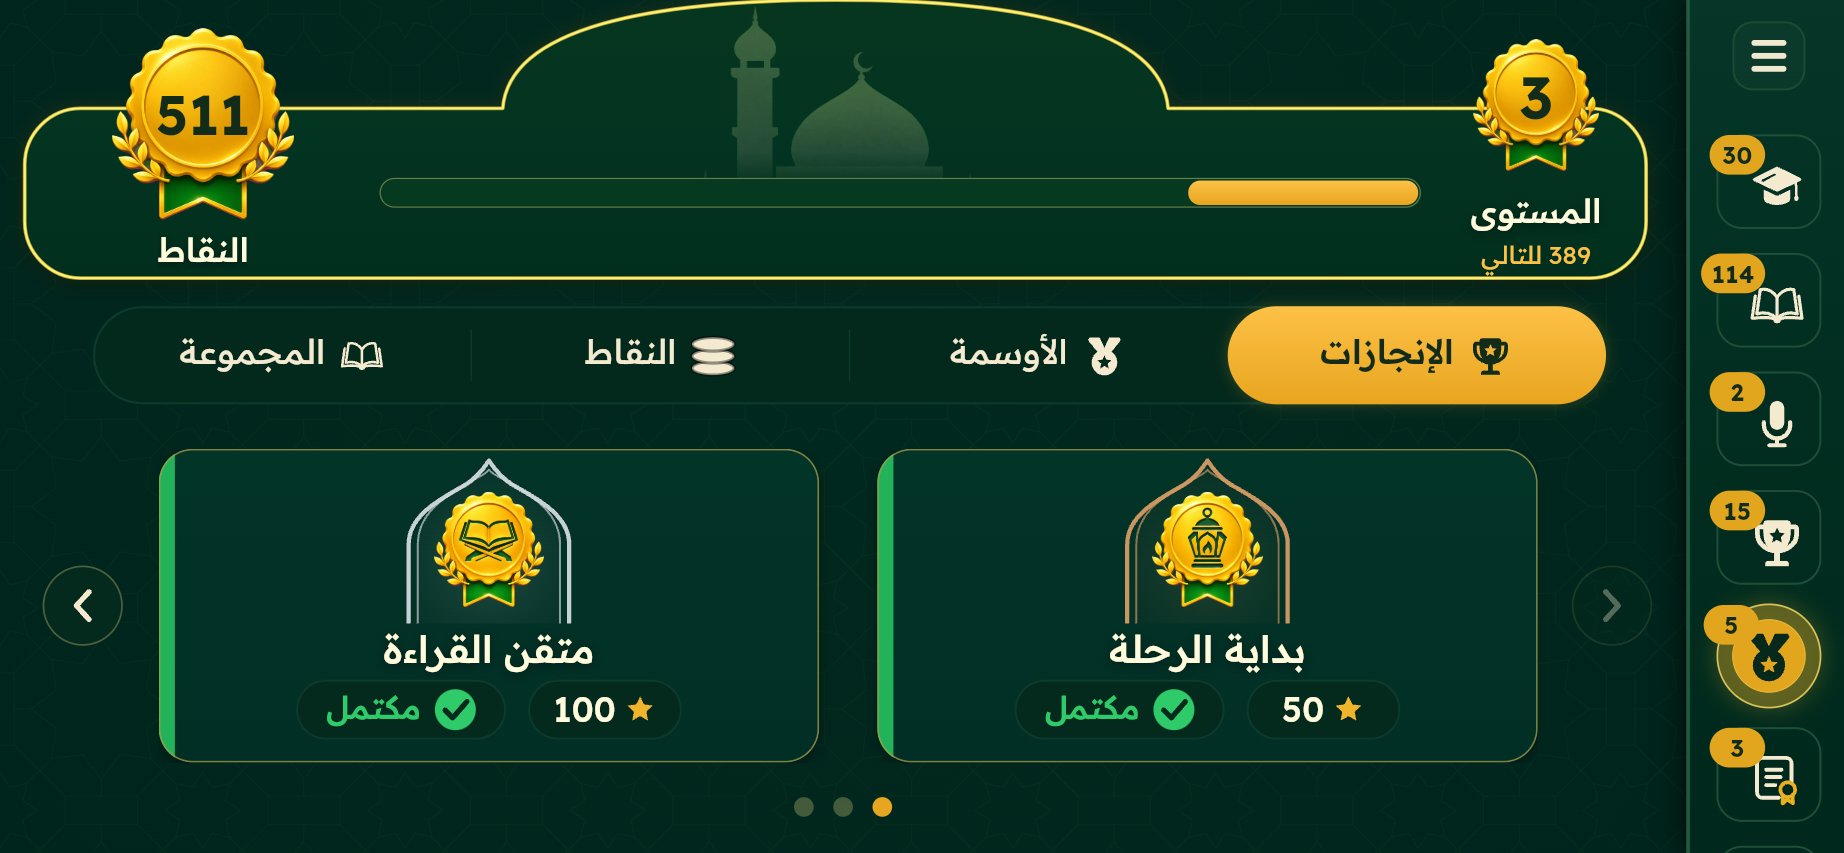 3
المستوى
389 للتالي
511
النقاط
الإنجازات
الأوسمة
النقاط
المجموعة
بداية الرحلة
50
مكتمل
متقن القراءة
100
مكتمل
30
114
2
15
5
3